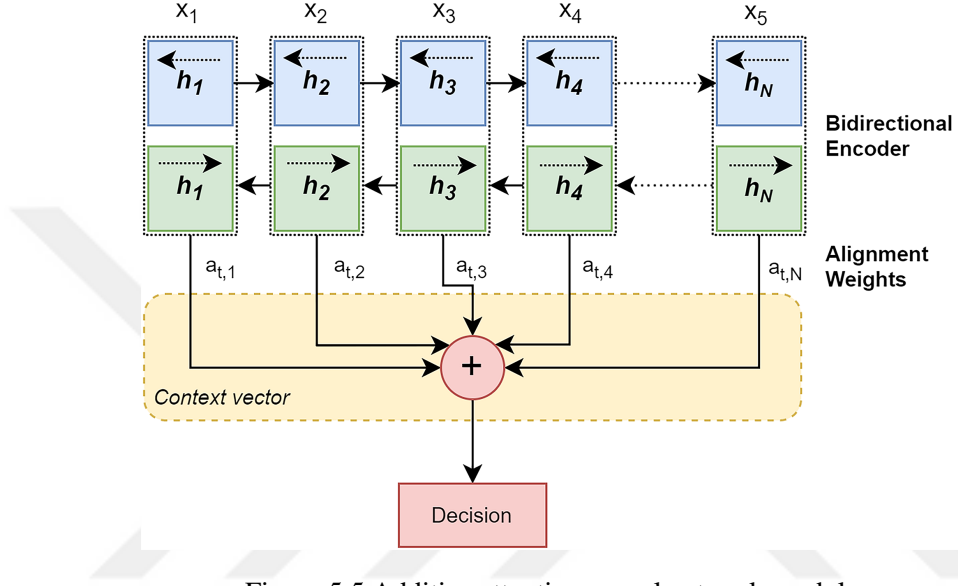 x1 x2 x3 x4 x5
h1 h2 h3 h4 hN
Bidirectional
Encoder
h1 h2 h3 h4 hN
Alignment
Weights
at,1 at,2 at,3 at,4 at,N
+
Context vector
Decision